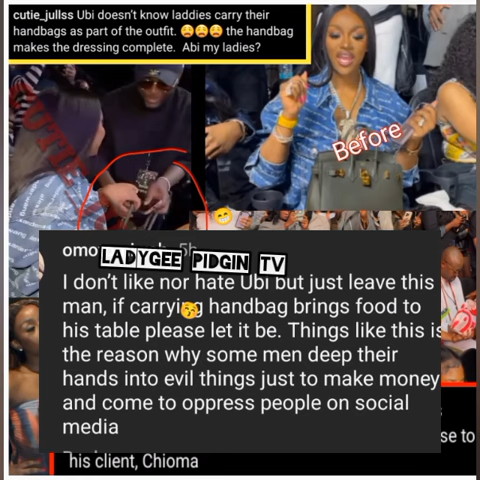 cutie_jullss Ubi doesn't know laddies carry their
handbags as part of the outfit. 😩😩😩 the handbag
makes the dressing complete. Abi my ladies?
Before
5h
LADYGEE PIDGIN TV
I don't like nor hate Ubi but just leave this
man, if carrying handbag brings food to
his table please let it be. Things like this is
the reason why some men deep their
hands into evil things just to make money
and come to oppress people on social
media
se to
his client, Chioma